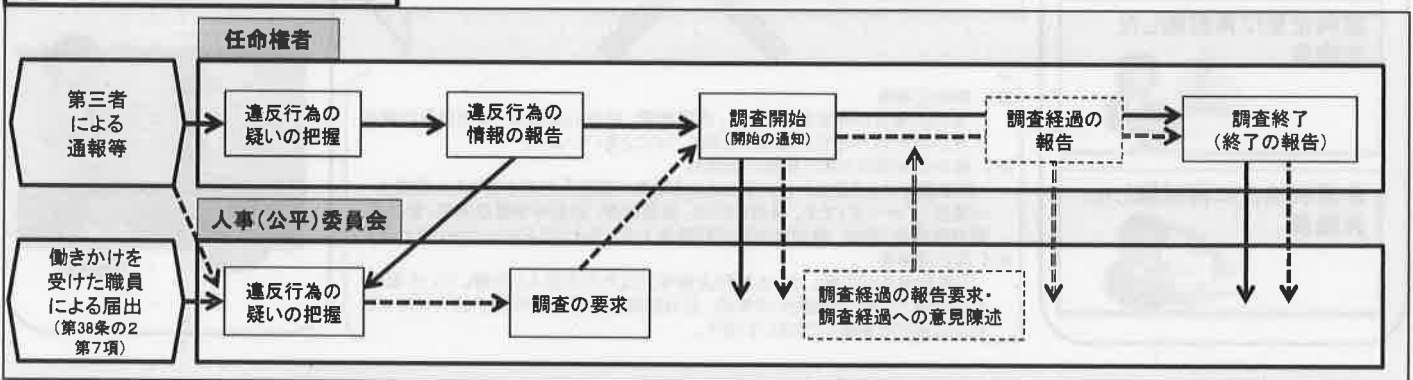 任命権者
第三者
による
通報等
違反行為の
疑いの把握
違反行為の
情報の報告
調査開始
(開始の通知)
調査経過の
報告
調査終了
(終了の報告)
人事(公平)委員会
働きかけを
受けた職員
による届出
(第38条の2
第7項)
違反行為の
疑いの把握
調査の要求
調査経過の報告要求・
調査経過への意見陳述